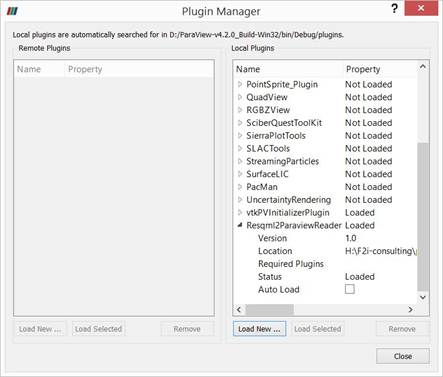 Plugin Manager
?
Local plugins are automatically searched for in D:/ParaView-v4.2.0_Build-Win32/bin/Debug/plugins.
Remote Plugins
Local Plugins
Name Property
Name Property
PointSprite_Plugin Not Loaded
QuadView Not Loaded
RGBZView Not Loaded
SciberQuestToolKit Not Loaded
SierraPlotTools Not Loaded
SLACTools Not Loaded
StreamingParticles Not Loaded
SurfaceLIC Not Loaded
PacMan Not Loaded
UncertaintyRendering Not Loaded
vtkPVInitializerPlugin Loaded
Resqml2ParaviewReader Loaded
Version 1.0
Location H:\F2i-consulting\
Required Plugins
Status Loaded
Auto Load
Load New ... Load Selected Remove
Load New ... Load Selected Remove
Close